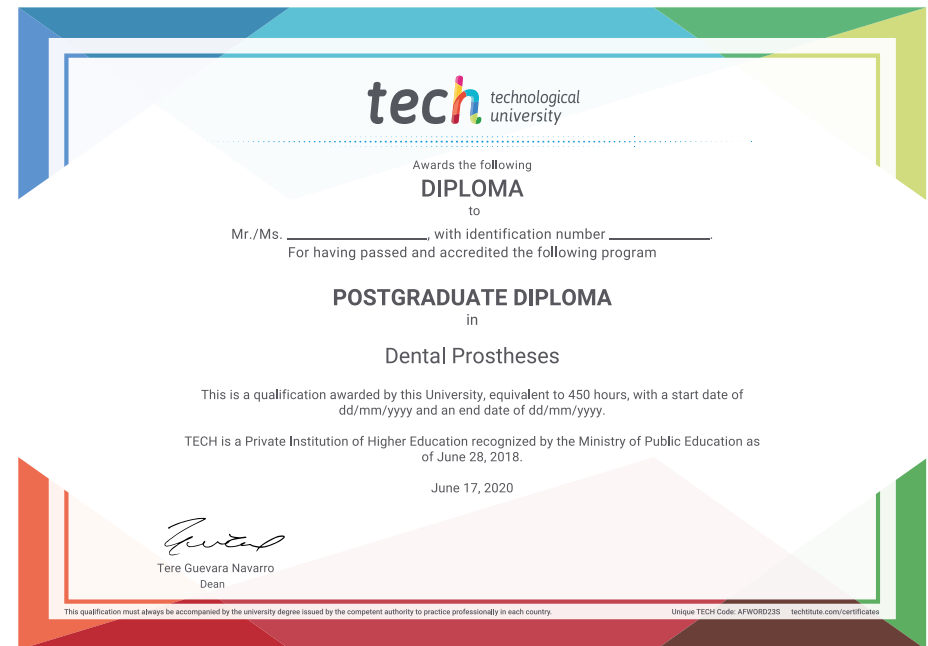 tech technological
university
Awards the following
DIPLOMA
to
Mr./Ms. ____________________, with identification number ______________.
For having passed and accredited the following program
POSTGRADUATE DIPLOMA
in
Dental Prostheses
This is a qualification awarded by this University, equivalent to 450 hours, with a start date of
dd/mm/yyyy and an end date of dd/mm/yyyy.
TECH is a Private Institution of Higher Education recognized by the Ministry of Public Education as
of June 28, 2018.
June 17, 2020
Tere Guevara Navarro
Dean
This qualification must always be accompanied by the university degree issued by the competent authority to practice professionally in each country.
Unique TECH Code: AFWORD23S techtitute.com/certificates